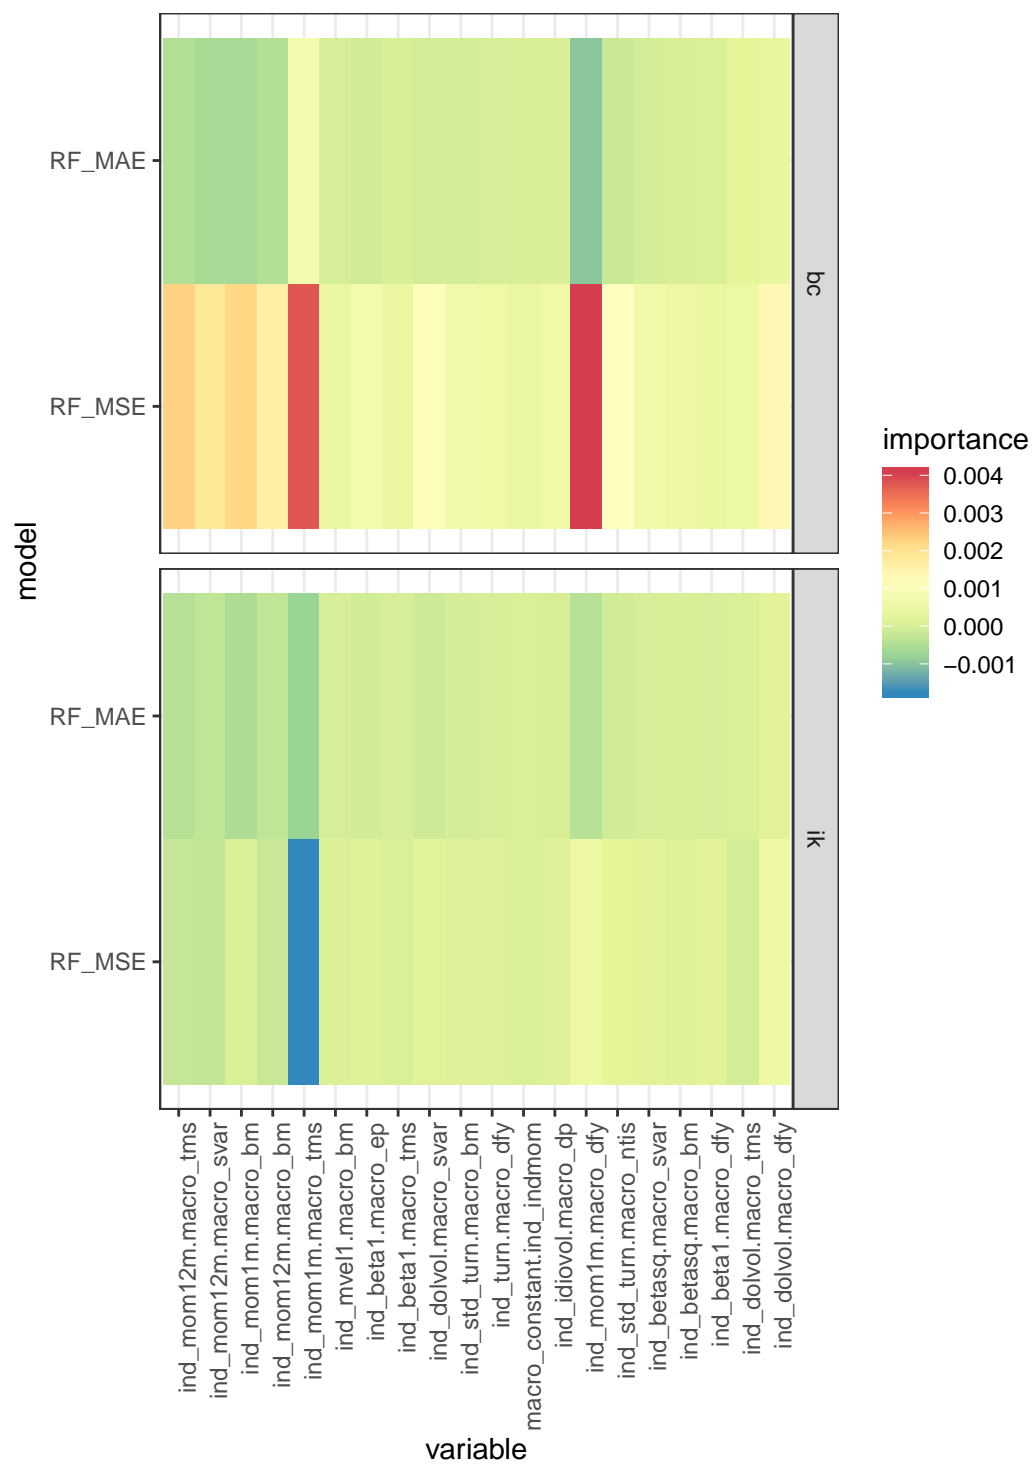 RF_MAE
RF_MSE
bc
RF_MAE
RF_MSE
ik
model
ind_mom12m.macro_tms
ind_mom12m.macro_svar
ind_mom1m.macro_bm
ind_mom12m.macro_bm
ind_mom1m.macro_tms
ind_mvel1.macro_bm
ind_beta1.macro_ep
ind_beta1.macro_tms
ind_dolvol.macro_svar
ind_std_turn.macro_bm
ind_turn.macro_dfy
macro_constant.ind_indmom
ind_idiovol.macro_dp
ind_mom1m.macro_dfy
ind_std_turn.macro_ntis
ind_betasq.macro_svar
ind_betasq.macro_bm
ind_beta1.macro_dfy
ind_dolvol.macro_tms
ind_dolvol.macro_dfy
variable
importance
0.004
0.003
0.002
0.001
0.000
−0.001